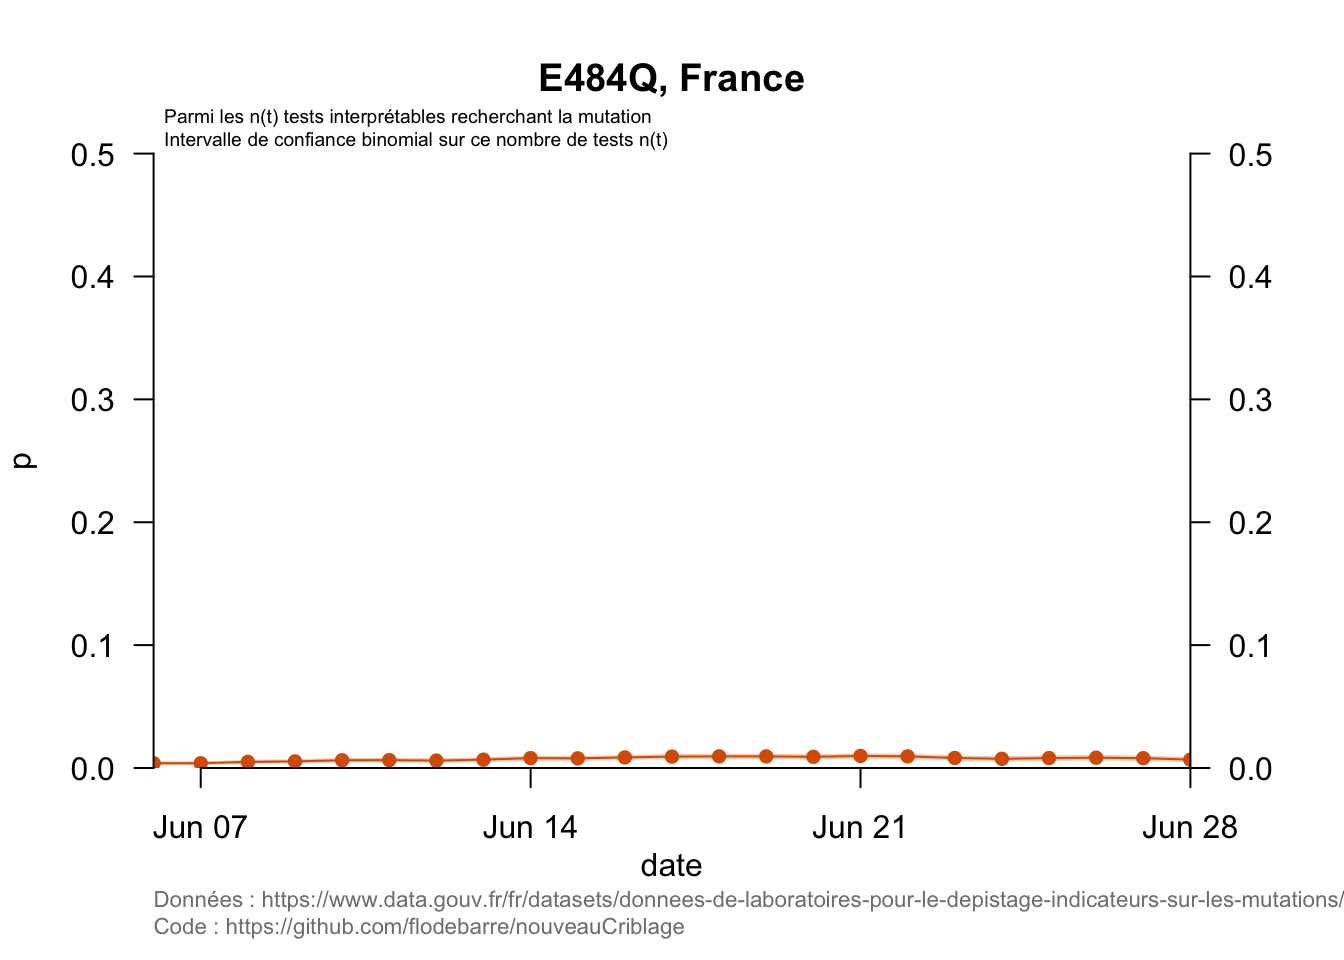 E484Q, France
Parmi les n(t) tests interprétables recherchant la mutation
Intervalle de confiance binomial sur ce nombre de tests n(t)
0.5
0.4
0.3
0.2
0.1
0.0
p
0.5
0.4
0.3
0.2
0.1
0.0
Jun 07
Jun 14
Jun 21
Jun 28
date
Données : https://www.data.gouv.fr/fr/datasets/donnees-de-laboratoires-pour-le-depistage-indicateurs-sur-les-mutations/
Code : https://github.com/flodebarre/nouveauCriblage